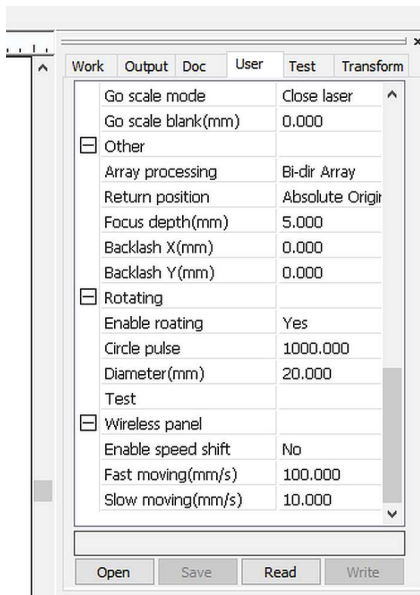 Work Output Doc User Test Transform
Go scale mode Close laser
Go scale blank(mm) 0.000
Other
Array processing Bi-dir Array
Return position Absolute Origin
Focus depth(mm) 5.000
Backlash X(mm) 0.000
Backlash Y(mm) 0.000
Rotating
Enable roating Yes
Circle pulse 1000.000
Diameter(mm) 20.000
Test
Wireless panel
Enable speed shift No
Fast moving(mm/s) 100.000
Slow moving(mm/s) 10.000
Open Save Read Write